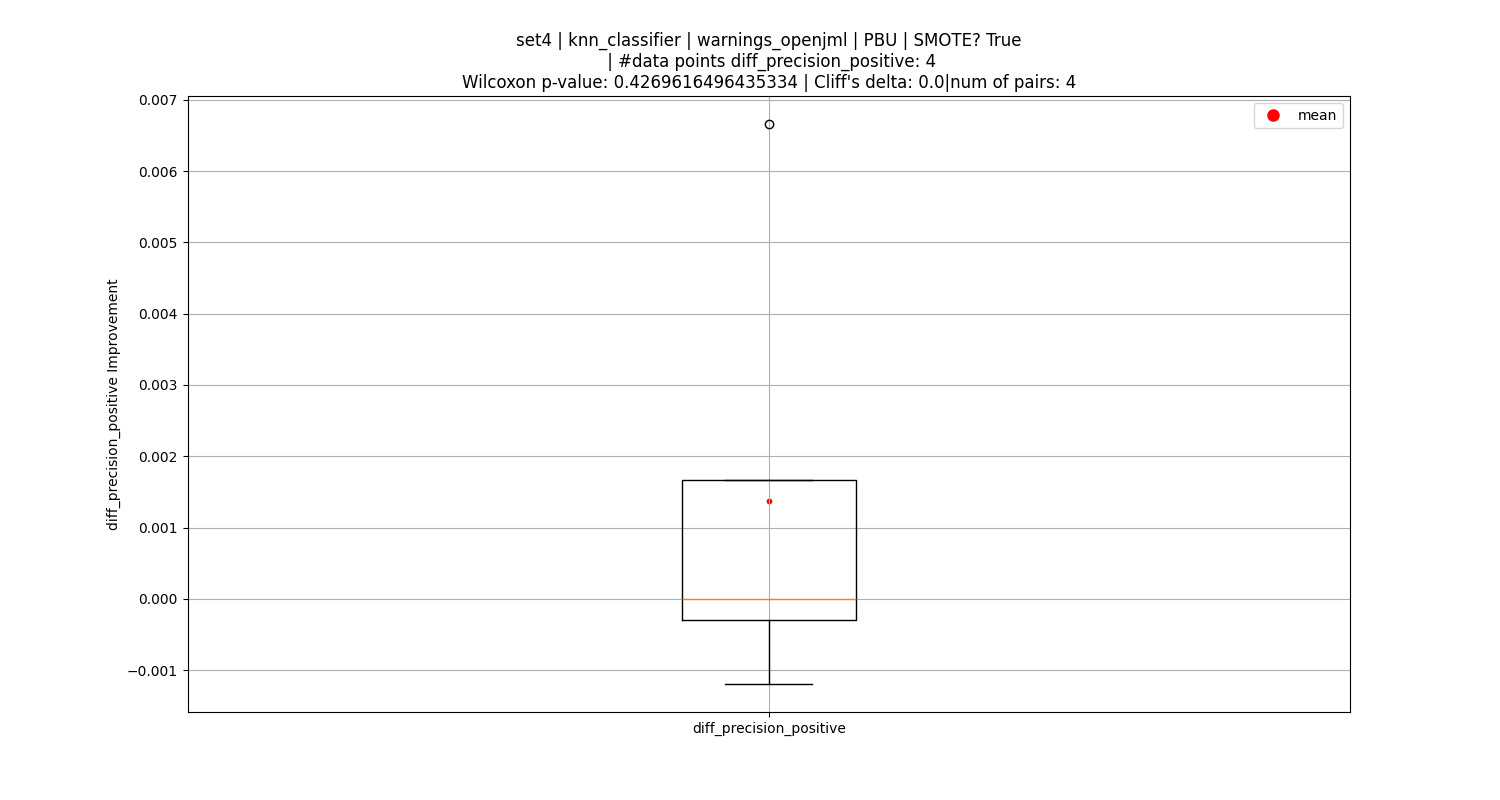 set4 | knn_classifier | warnings_openjml | PBU | SMOTE? True
| #data points diff_precision_positive: 4
Wilcoxon p-value: 0.4269616496435334 | Cliff's delta: 0.0|num of pairs: 4
0.007
mean
0.006
0.005
0.004
diff_precision_positive Improvement
0.003
0.002
0.001
0.000
−0.001
diff_precision_positive